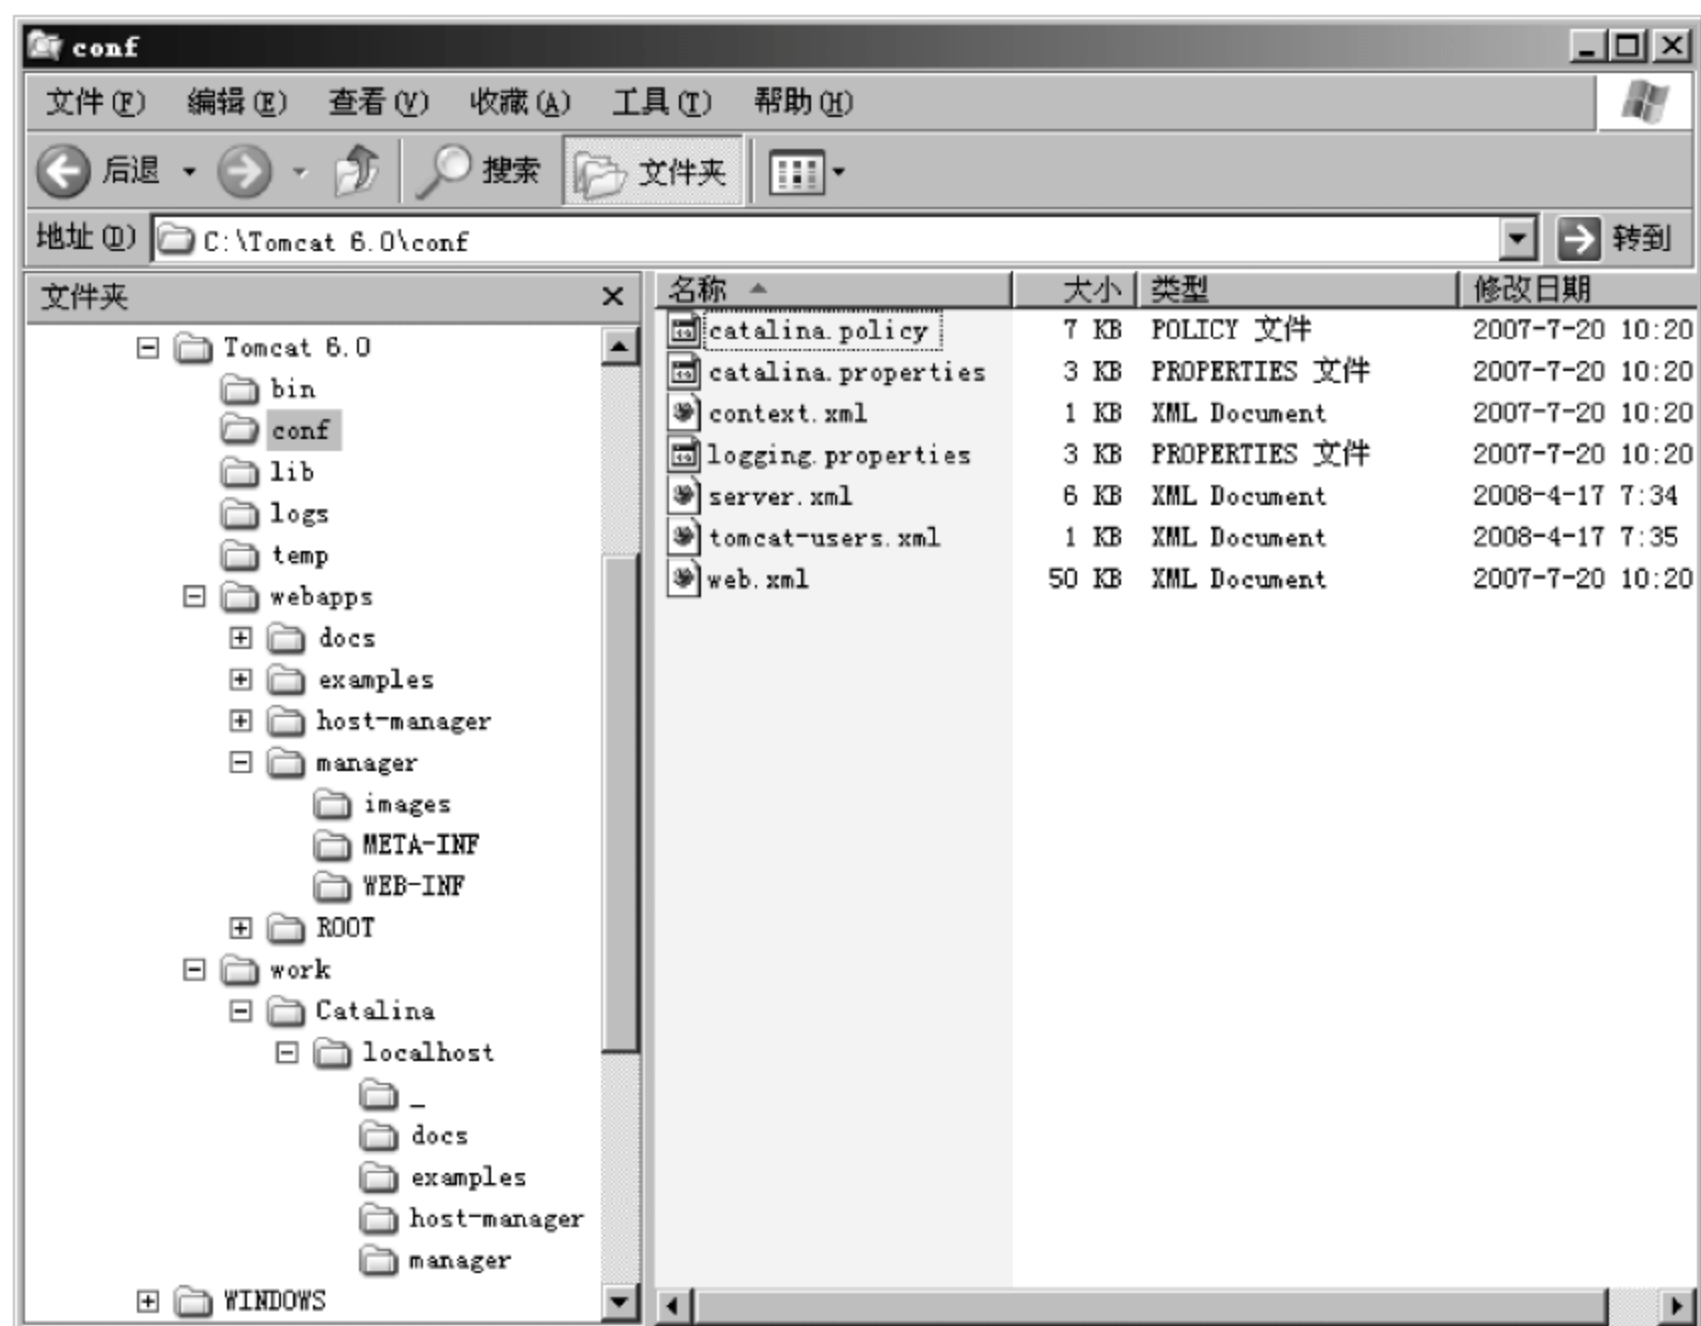 conf
文件(F) 编辑(E) 查看(V) 收藏(A) 工具(T) 帮助(H)
后退 搜索 文件夹
地址(D) C:\Tomcat 6.0\conf 转到
文件夹
Tomcat 6.0
bin
conf
lib
logs
temp
webapps
docs
examples
host-manager
manager
images
META-INF
WEB-INF
ROOT
work
Catalina
localhost
_
docs
examples
host-manager
manager
WINDOWS
名称 大小 类型 修改日期
catalina.policy 7 KB POLICY 文件 2007-7-20 10:20
catalina.properties 3 KB PROPERTIES 文件 2007-7-20 10:20
context.xml 1 KB XML Document 2007-7-20 10:20
logging.properties 3 KB PROPERTIES 文件 2007-7-20 10:20
server.xml 6 KB XML Document 2008-4-17 7:34
tomcat-users.xml 1 KB XML Document 2008-4-17 7:35
web.xml 50 KB XML Document 2007-7-20 10:20